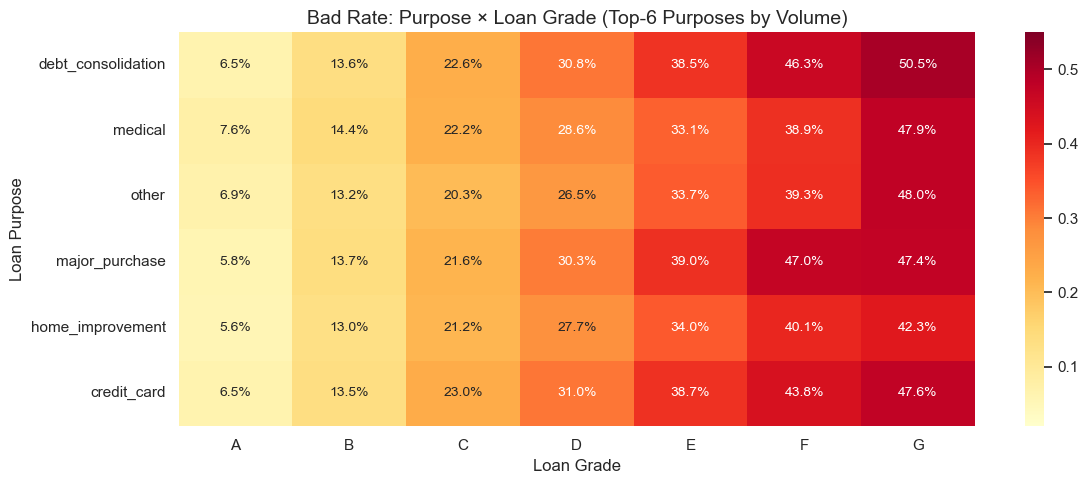 Bad Rate: Purpose × Loan Grade (Top-6 Purposes by Volume)
Loan Purpose
debt_consolidation 6.5% 13.6% 22.6% 30.8% 38.5% 46.3% 50.5%
medical 7.6% 14.4% 22.2% 28.6% 33.1% 38.9% 47.9%
other 6.9% 13.2% 20.3% 26.5% 33.7% 39.3% 48.0%
major_purchase 5.8% 13.7% 21.6% 30.3% 39.0% 47.0% 47.4%
home_improvement 5.6% 13.0% 21.2% 27.7% 34.0% 40.1% 42.3%
credit_card 6.5% 13.5% 23.0% 31.0% 38.7% 43.8% 47.6%
A B C D E F G
Loan Grade
0.5
0.4
0.3
0.2
0.1